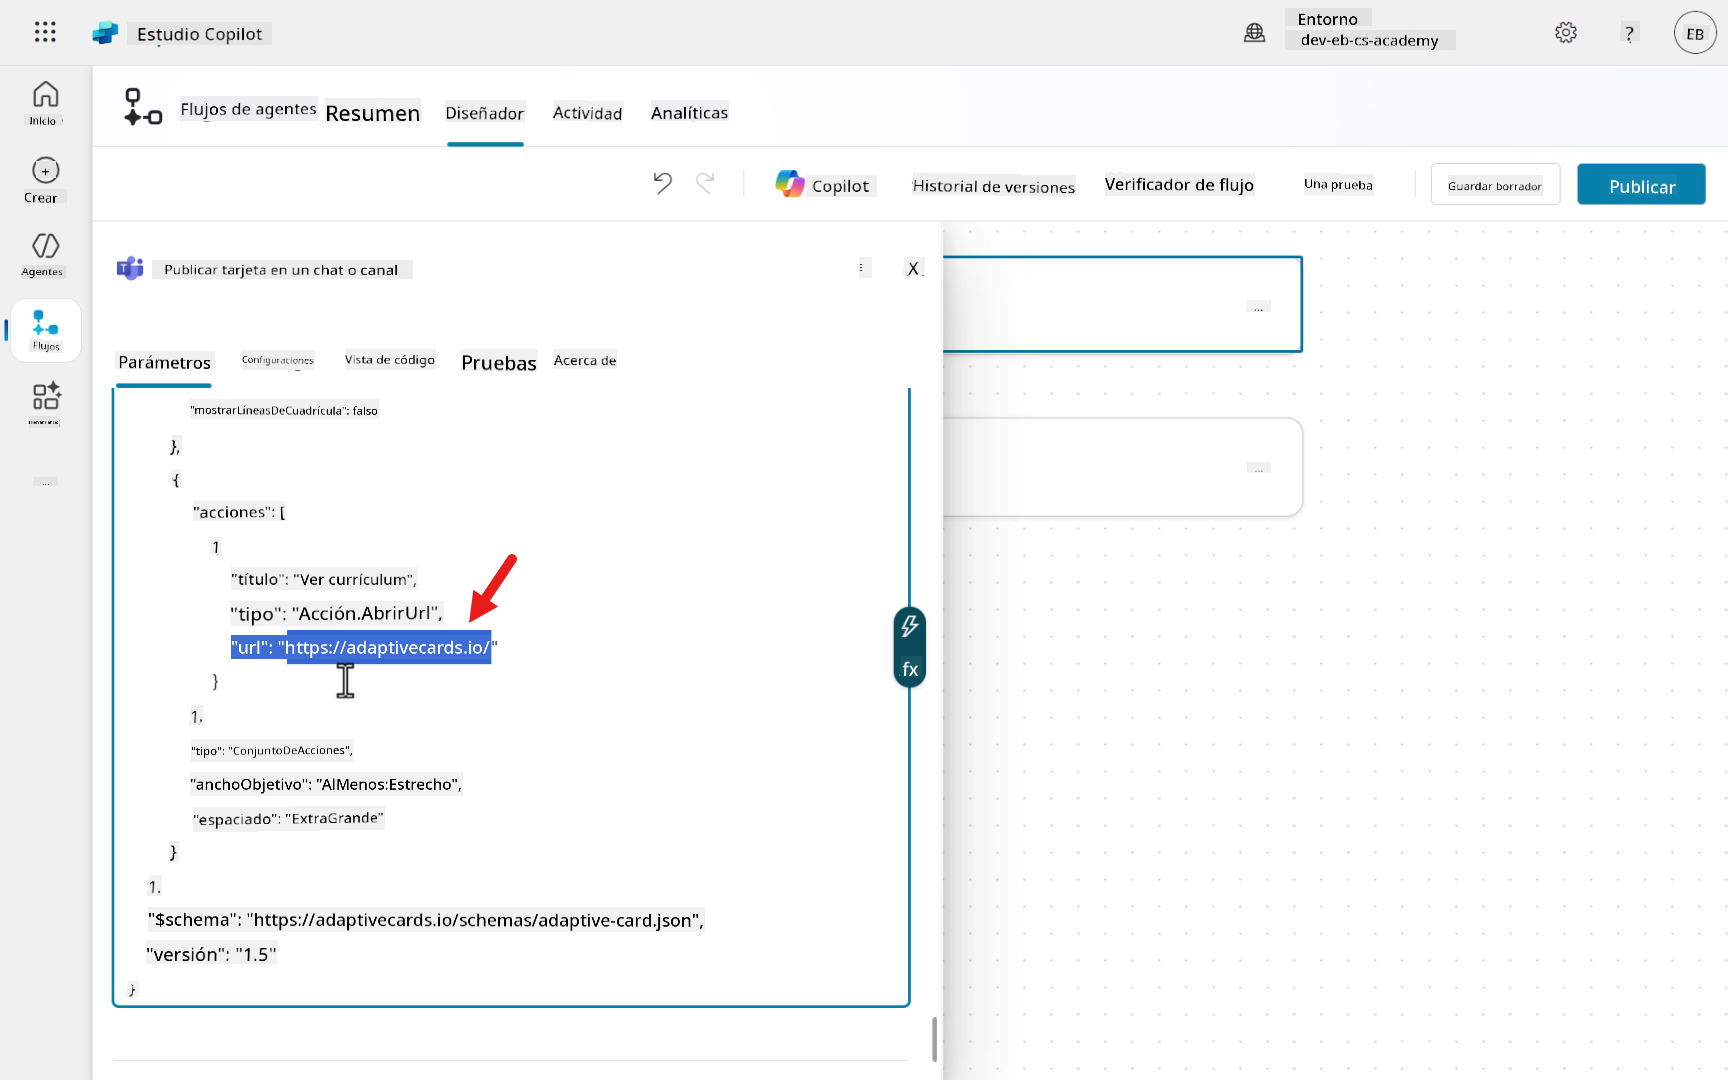 Estudio Copilot
Entorno
dev-eb-cs-academy
?
EB
Inicio
Crear
Agentes
Flujos
...
Flujos de agentes
Resumen
Diseñador
Actividad
Analíticas
Copilot
Historial de versiones
Verificador de flujo
Una prueba
Guardar borrador
Publicar
Publicar tarjeta en un chat o canal
X
...
...
Parámetros
Configuraciones
Vista de código
Pruebas
Acerca de
"mostrarLíneasDeCuadrícula": falso
},
{
"acciones": [
1
"título": "Ver currículum",
"tipo": "Acción.AbrirUrl",
"url": "https://adaptivecards.io/"
}
1,
"tipo": "ConjuntoDeAcciones",
"anchoObjetivo": "AlMenos:Estrecho",
"espaciado": "ExtraGrande"
}
1.
"$schema": "https://adaptivecards.io/schemas/adaptive-card.json",
"versión": "1.5"
}
fx